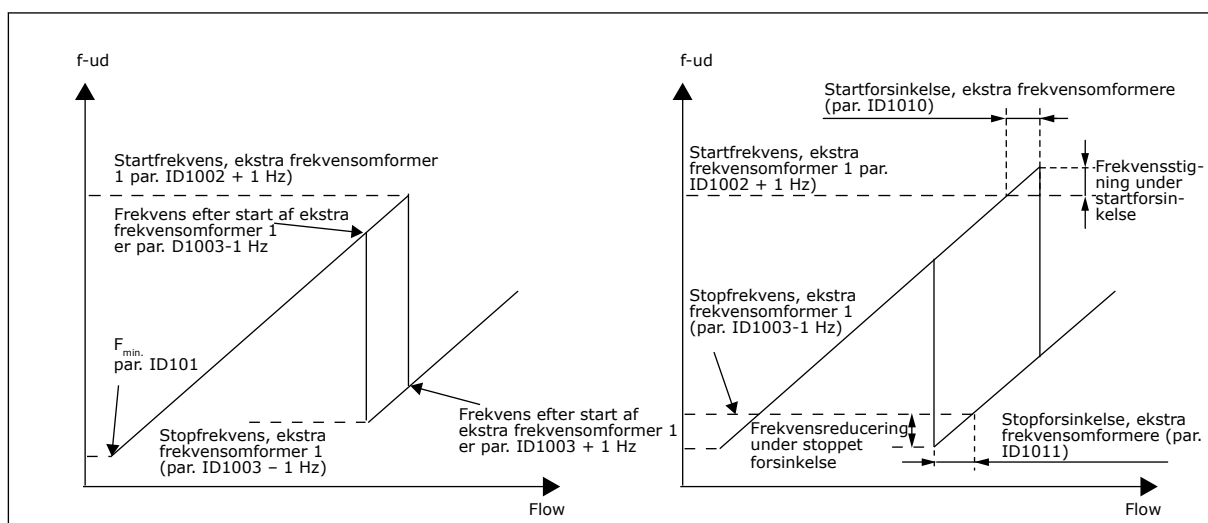 f-ud
Startfrekvens, ekstra frekvensomformer
1 par. ID1002 + 1 Hz)
Frekvens efter start af ekstra
frekvensomformer 1
er par. D1003-1 Hz
Fmin.
par. ID101
Stopfrekvens, ekstra
frekvensomformer 1
(par. ID1003 – 1 Hz)
Frekvens efter start af
ekstra frekvensomformer 1
er par. ID1003 + 1 Hz
Flow
f-ud
Startforsinkelse, ekstra frekvensomformere
(par. ID1010)
Startfrekvens, ekstra
frekvensomformer 1 par.
ID1002 + 1 Hz)
Frekvensstig-
ning under
startforsin-
kelse
Stopfrekvens, ekstra
frekvensomformer 1
(par. ID1003-1 Hz)
Frekvensreducering
under stoppet
forsinkelse
Stopforsinkelse, ekstra
frekvensomformere (par.
ID1011)
Flow